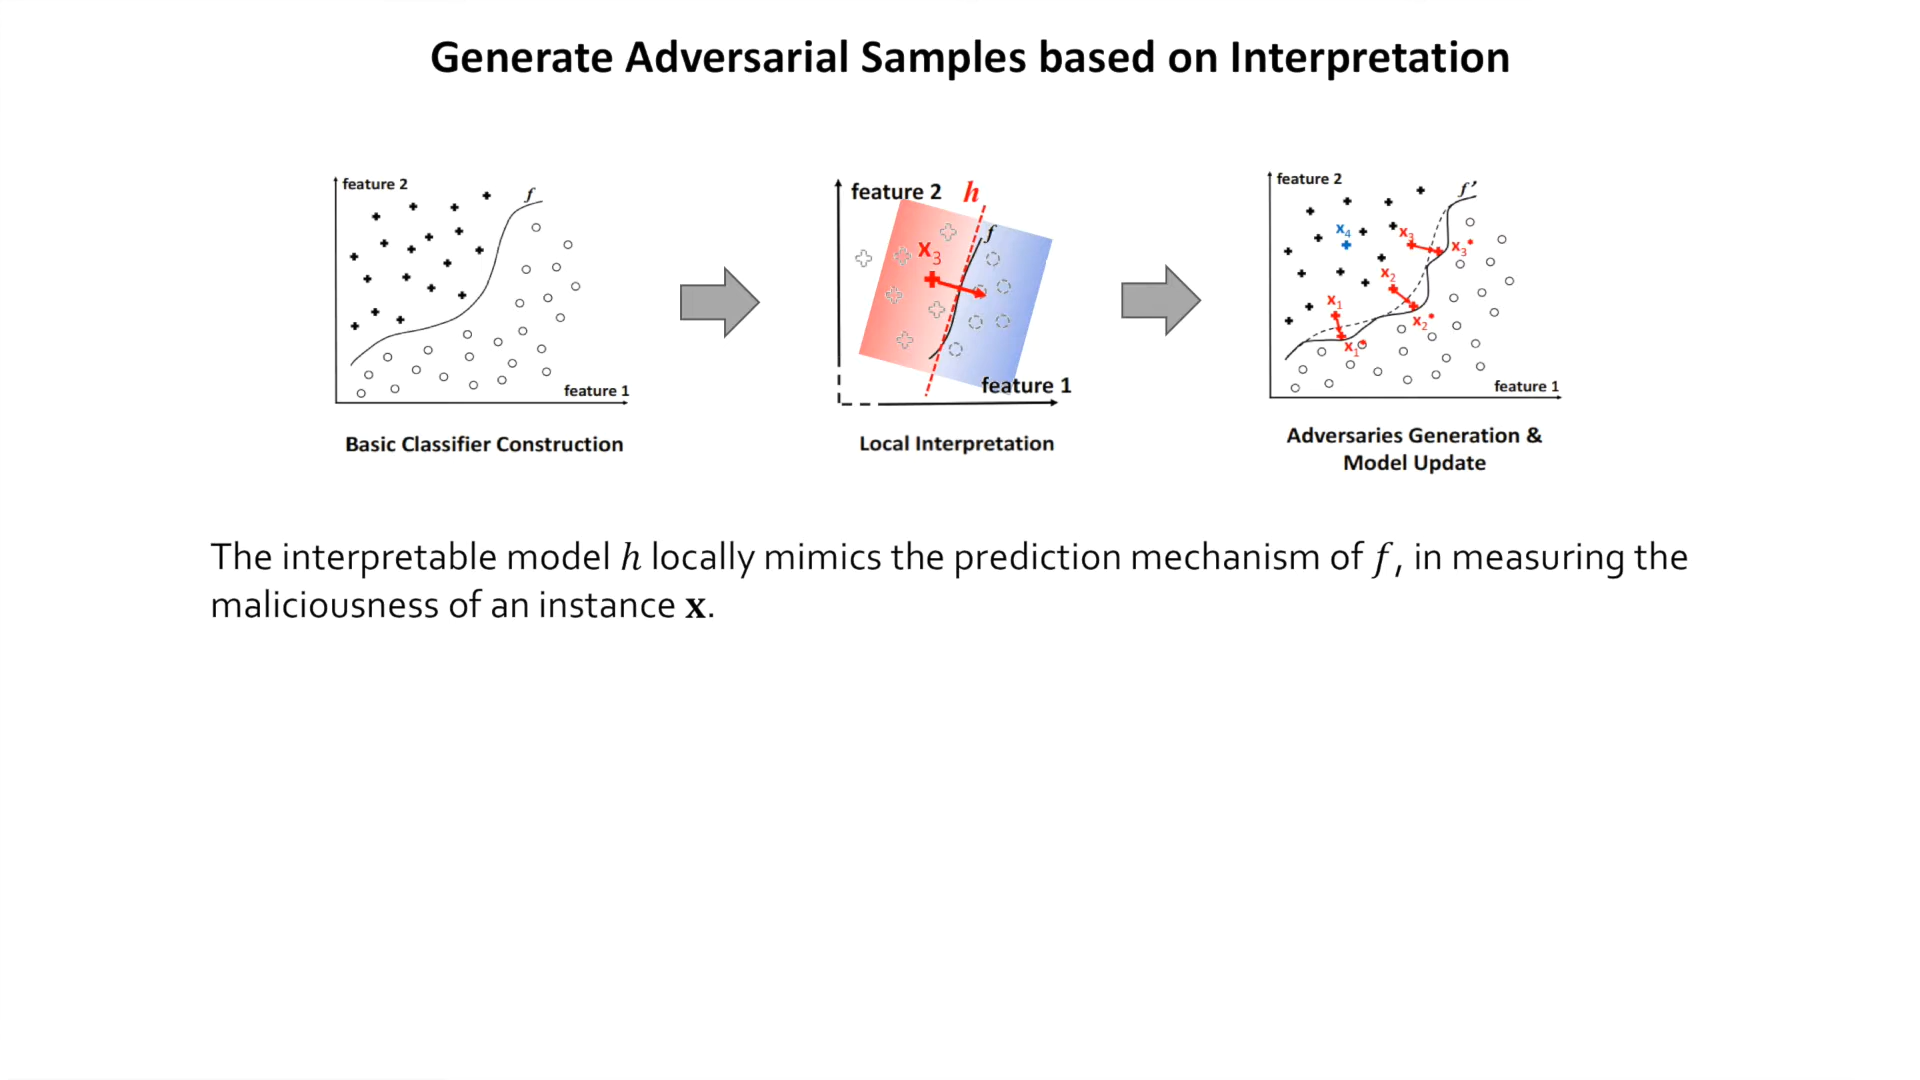 Generate Adversarial Samples based on Interpretation
feature 2
f
feature 1
Basic Classifier Construction
feature 2
h
f
x3
feature 1
Local Interpretation
feature 2
f’
x4
x3
x3*
x2
x1
x2*
x1*
feature 1
Adversaries Generation &
Model Update
The interpretable model h locally mimics the prediction mechanism of f, in measuring the
maliciousness of an instance x.